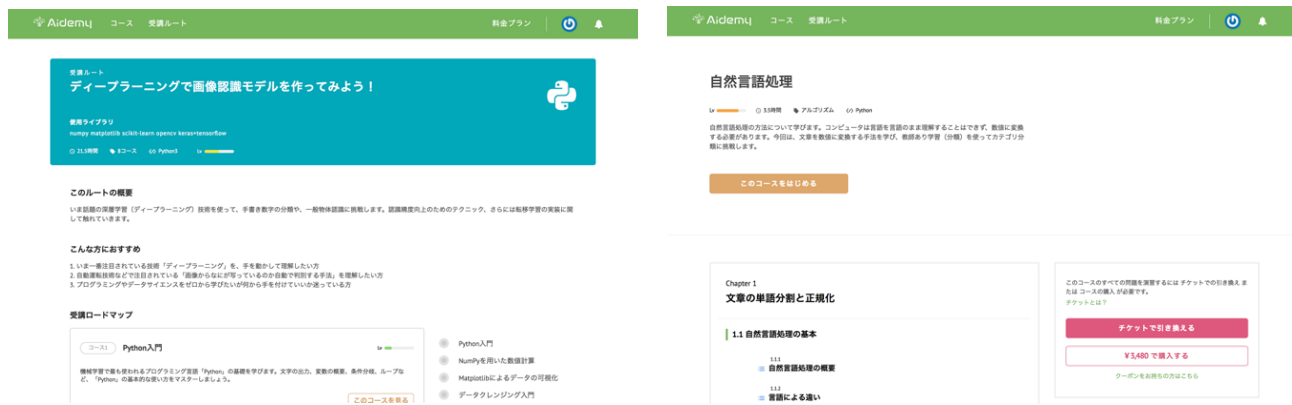 Aidemy コース 受講ルート 料金プラン
受講ルート
ディープラーニングで画像認識モデルを作ってみよう！
使用ライブラリ
numpy matplotlib scikit-learn opencv keras+tensorflow
21.5時間 8コース Python3 Lv
このルートの概要
いま話題の深層学習（ディープラーニング）技術を使って、手書き数字の分類や、一般物体認識に挑戦します。認識精度向上のためのテクニック、さらには転移学習の実装に関
して触れていきます。
こんな方におすすめ
1. いま一番注目されている技術「ディープラーニング」を、手を動かして理解したい方
2. 自動運転技術などで注目されている「画像からなにが写っているのか自動で判別する手法」を理解したい方
3. プログラミングやデータサイエンスをゼロから学びたいが何から手を付けていいか迷っている方
受講ロードマップ
コース1 Python入門 Lv
機械学習で最も使われるプログラミング言語「Python」の基礎を学びます。文字の出力、変数の概要、条件分岐、ループな
ど、「Python」の基本的な使い方をマスターしましょう。
このコースを見る
Python入門
NumPyを用いた数値計算
Matplotlibによるデータの可視化
データクレンジング入門
Aidemy コース 受講ルート 料金プラン
自然言語処理
Lv 3.5時間 アルゴリズム Python
自然言語処理の方法について学びます。コンピュータは言語を言語のまま理解することはできず、数値に変換
する必要があります。今回は、文章を数値に変換する手法を学び、教師あり学習（分類）を使ってカテゴリ分
類に挑戦します。
このコースをはじめる
Chapter 1
文章の単語分割と正規化
1.1 自然言語処理の基本
1.1.1
自然言語処理の概要
1.1.2
言語による違い
このコースのすべての問題を演習するには チケットでの引き換え ま
たは コースの購入 が必要です。
チケットとは？
チケットで引き換える
¥3,480 で購入する
クーポンをお持ちの方はこちら